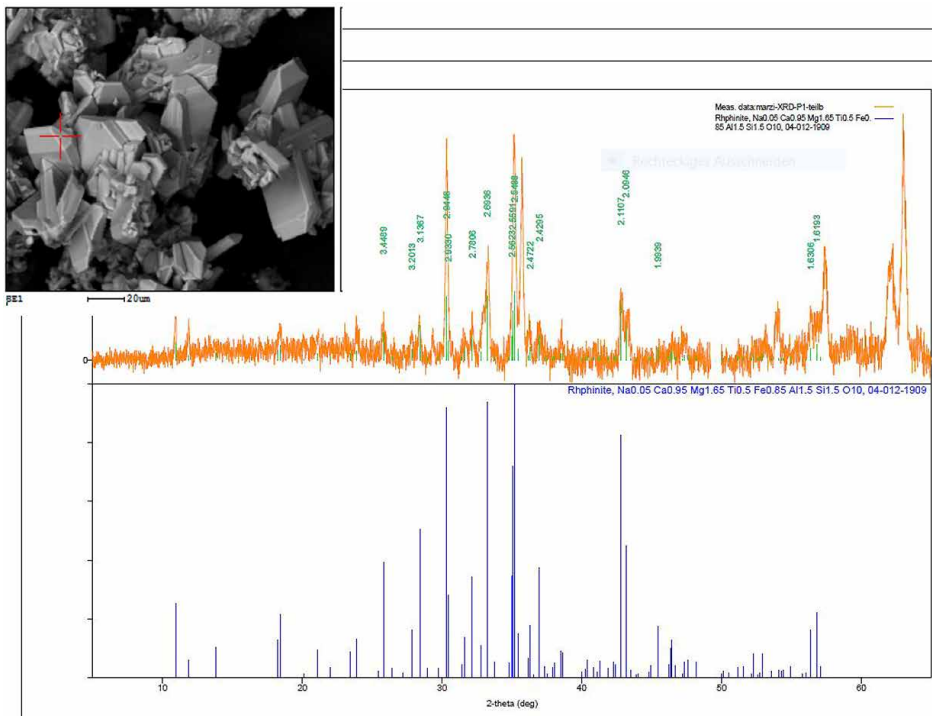 SE1 20um
Meas. data:marzi-XRD-P1-teilb
Rhphinite, Na0.05 Ca0.95 Mg1.65 Ti0.5 Fe0.
85 Al1.5 Si1.5 O10, 04-012-1909
Rechteckiges Ausschneiden
3.4489
3.2013
3.1367
2.9446
2.9330
2.7806
2.6936
2.5623
2.5591
2.5488
2.4722
2.4295
2.1107
2.0946
1.9939
1.6306
1.6193
0
Rhphinite, Na0.05 Ca0.95 Mg1.65 Ti0.5 Fe0.85 Al1.5 Si1.5 O10, 04-012-1909
10 20 30 40 50 60
2-theta (deg)